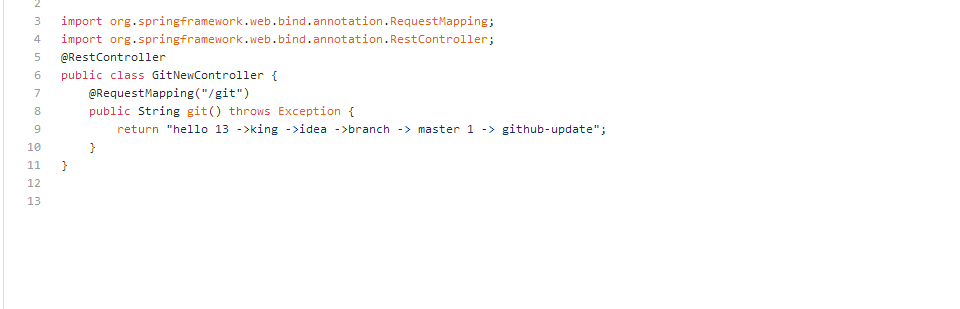 2
3 import org.springframework.web.bind.annotation.RequestMapping;
4 import org.springframework.web.bind.annotation.RestController;
5 @RestController
6 public class GitNewController {
7 @RequestMapping("/git")
8 public String git() throws Exception {
9 return "hello 13 ->king ->idea ->branch -> master 1 -> github-update";
10 }
11 }
12
13